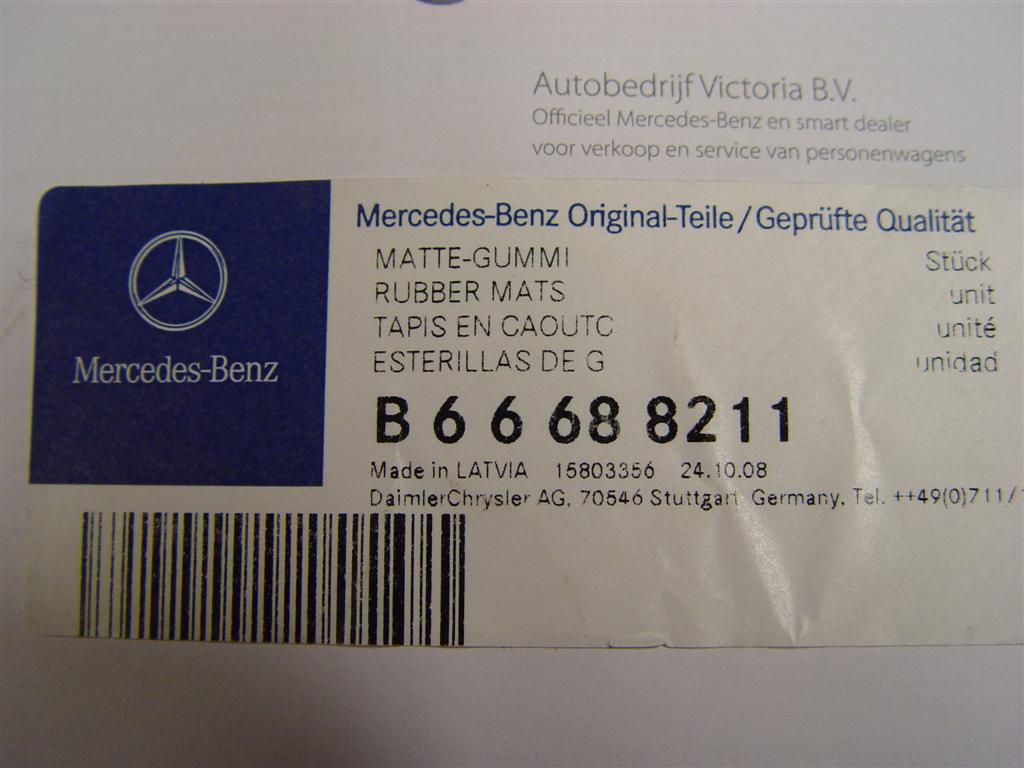 Autobedrijf Victoria B.V.
Officieel Mercedes-Benz en smart dealer
voor verkoop en service van personenwagens
Mercedes-Benz Original-Teile/Geprüfte Qualität
MATTE-GUMMI Stück
RUBBER MATS unit
TAPIS EN CAOUTC unité
ESTERILLAS DE G unidad
Mercedes-Benz
B 6 6 68 8211
Made in LATVIA 15803356 24.10.08
DaimlerChrysler AG, 70546 Stuttgart, Germany, Tel. ++49(0)711/